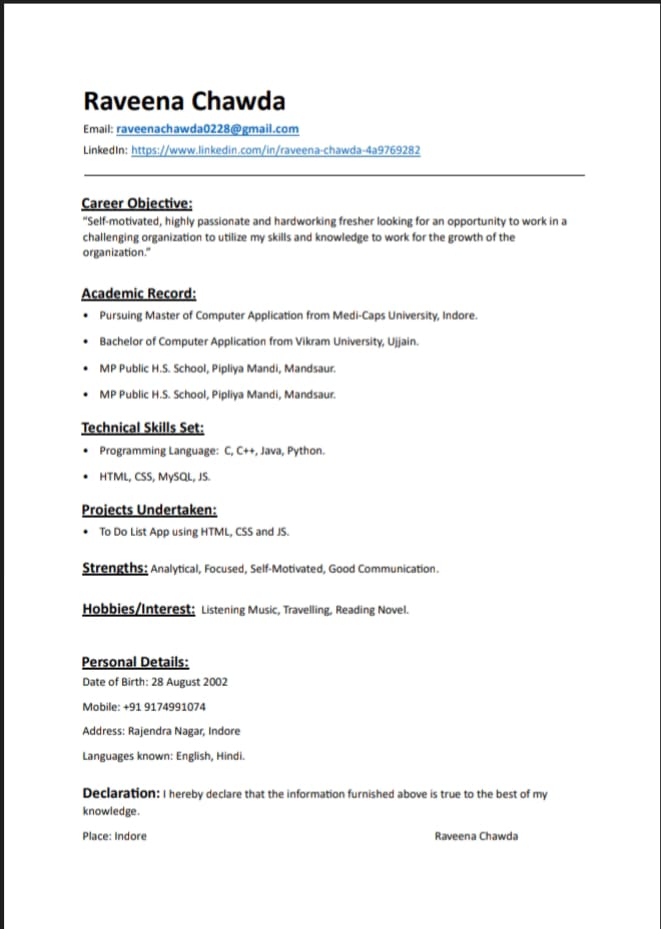 Raveena Chawda
Email: raveenachawda0228@gmail.com
LinkedIn: https://www.linkedin.com/in/raveena-chawda-4a9769282
Career Objective:
"Self-motivated, highly passionate and hardworking fresher looking for an opportunity to work in a
challenging organization to utilize my skills and knowledge to work for the growth of the
organization."
Academic Record:
• Pursuing Master of Computer Application from Medi-Caps University, Indore.
• Bachelor of Computer Application from Vikram University, Ujjain.
• MP Public H.S. School, Pipliya Mandi, Mandsaur.
• MP Public H.S. School, Pipliya Mandi, Mandsaur.
Technical Skills Set:
• Programming Language: C, C++, Java, Python.
• HTML, CSS, MySQL, JS.
Projects Undertaken:
• To Do List App using HTML, CSS and JS.
Strengths: Analytical, Focused, Self-Motivated, Good Communication.
Hobbies/Interest: Listening Music, Travelling, Reading Novel.
Personal Details:
Date of Birth: 28 August 2002
Mobile: +91 9174991074
Address: Rajendra Nagar, Indore
Languages known: English, Hindi.
Declaration: I hereby declare that the information furnished above is true to the best of my
knowledge.
Place: Indore Raveena Chawda